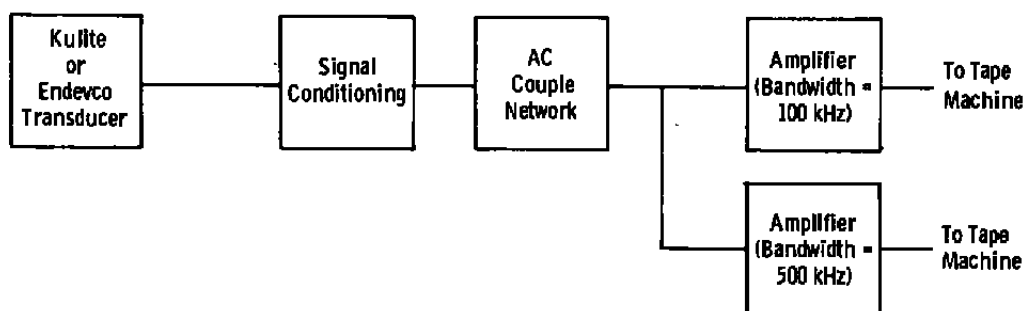 Kulite
or
Endevco
Transducer
Signal
Conditioning
AC
Couple
Network
Amplifier
(Bandwidth =
100 kHz)
To Tape
Machine
Amplifier
(Bandwidth =
500 kHz)
To Tape
Machine